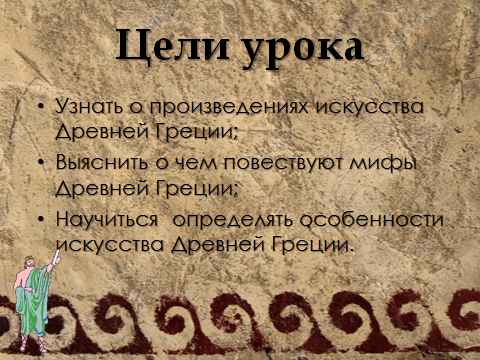 Цели урока
• Узнать о произведениях искусства
Древней Греции;
• Выяснить о чем повествуют мифы
Древней Греции;
• Научиться определять особенности
искусства Древней Греции.